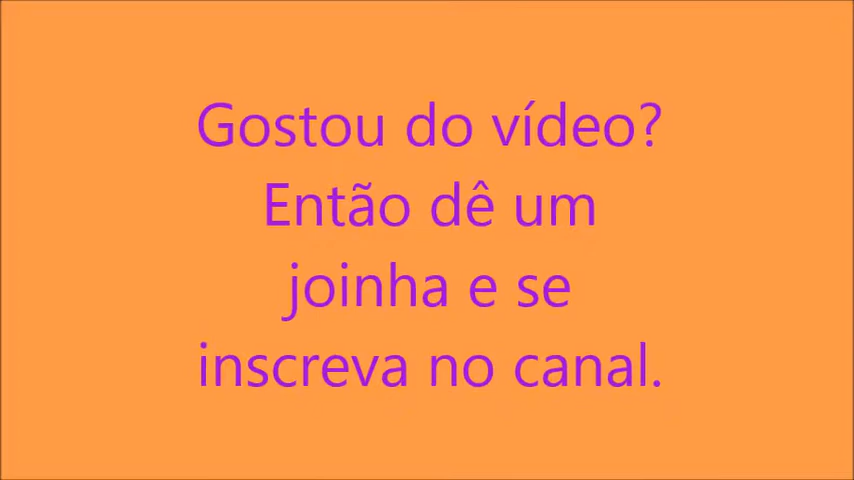 Gostou do vídeo?
Então dê um
joinha e se
inscreva no canal.